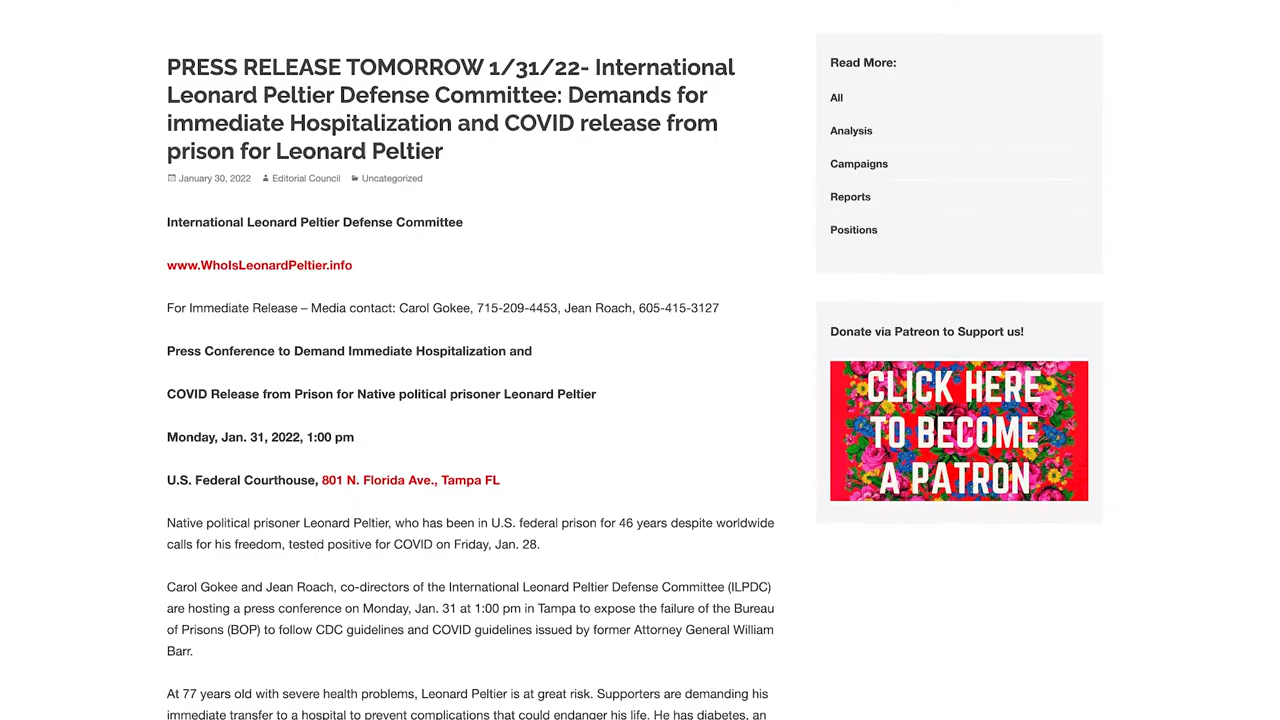 PRESS RELEASE TOMORROW 1/31/22- International
Leonard Peltier Defense Committee: Demands for
immediate Hospitalization and COVID release from
prison for Leonard Peltier
January 30, 2022 Editorial Council Uncategorized
International Leonard Peltier Defense Committee
www.WhoIsLeonardPeltier.info
For Immediate Release – Media contact: Carol Gokee, 715-209-4453, Jean Roach, 605-415-3127
Press Conference to Demand Immediate Hospitalization and
COVID Release from Prison for Native political prisoner Leonard Peltier
Monday, Jan. 31, 2022, 1:00 pm
U.S. Federal Courthouse, 801 N. Florida Ave., Tampa FL
Native political prisoner Leonard Peltier, who has been in U.S. federal prison for 46 years despite worldwide
calls for his freedom, tested positive for COVID on Friday, Jan. 28.
Carol Gokee and Jean Roach, co-directors of the International Leonard Peltier Defense Committee (ILPDC)
are hosting a press conference on Monday, Jan. 31 at 1:00 pm in Tampa to expose the failure of the Bureau
of Prisons (BOP) to follow CDC guidelines and COVID guidelines issued by former Attorney General William
Barr.
At 77 years old with severe health problems, Leonard Peltier is at great risk. Supporters are demanding his
immediate transfer to a hospital to prevent complications that could endanger his life. He has diabetes, an
Read More:
All
Analysis
Campaigns
Reports
Positions
Donate via Patreon to Support us!
CLICK HERE
TO BECOME
A PATRON